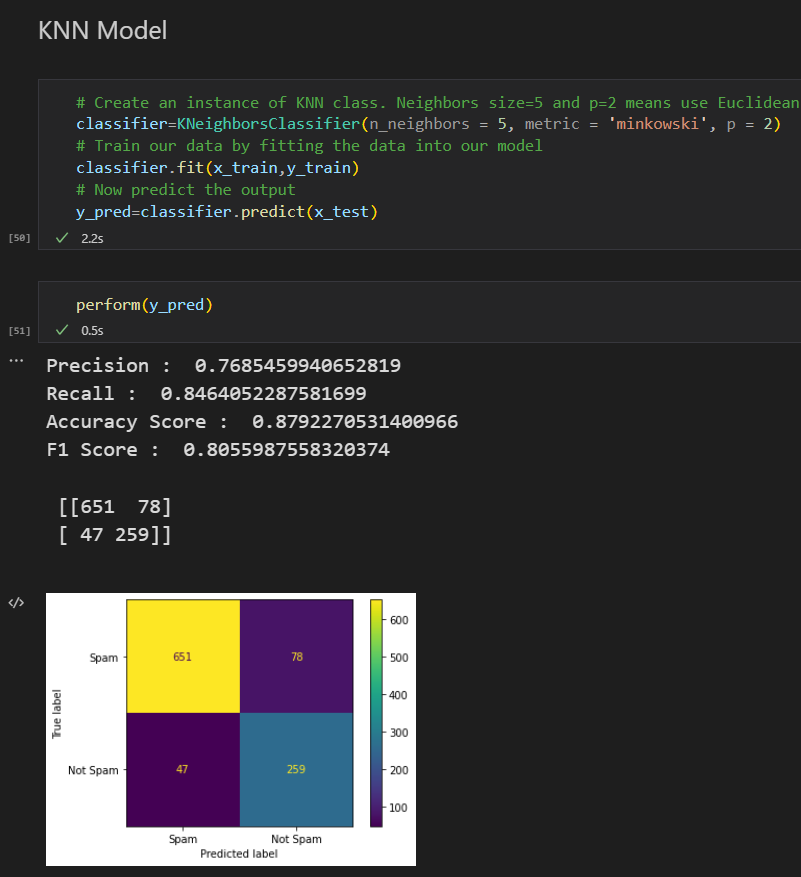 KNN Model
# Create an instance of KNN class. Neighbors size=5 and p=2 means use Euclidean
classifier=KNeighborsClassifier(n_neighbors = 5, metric = 'minkowski', p = 2)
# Train our data by fitting the data into our model
classifier.fit(x_train,y_train)
# Now predict the output
y_pred=classifier.predict(x_test)
[50] ✓ 2.2s
perform(y_pred)
[51] ✓ 0.5s
... Precision :  0.7685459940652819
Recall :  0.8464052287581699
Accuracy Score :  0.8792270531400966
F1 Score :  0.8055987558320374
[[651  78]
[ 47 259]]
</>
Spam 651 78
Not Spam 47 259
True label
Spam Not Spam
Predicted label
600
500
400
300
200
100